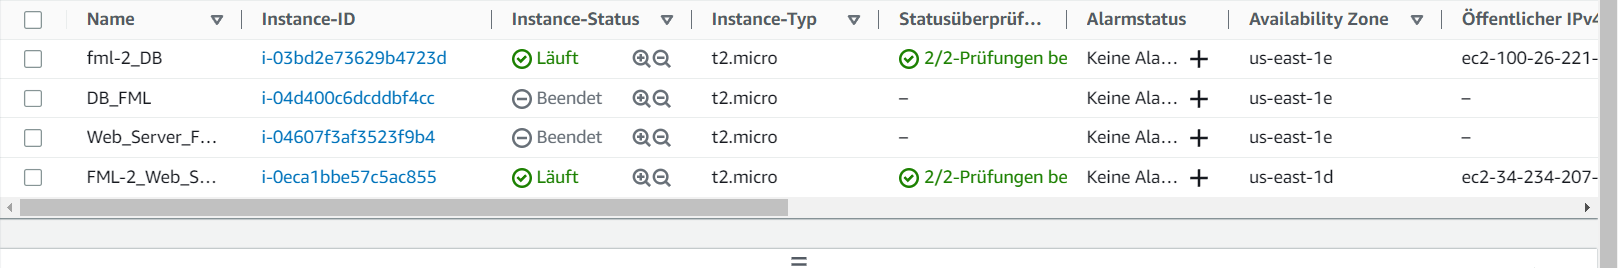 Name Instance-ID Instance-Status Instance-Typ Statusüberprüf... Alarmstatus Availability Zone Öffentlicher IPv4
fml-2_DB i-03bd2e73629b4723d Läuft t2.micro 2/2-Prüfungen be Keine Ala... us-east-1e ec2-100-26-221-
DB_FML i-04d400c6dcddbf4cc Beendet t2.micro – Keine Ala... us-east-1e –
Web_Server_F... i-04607f3af3523f9b4 Beendet t2.micro – Keine Ala... us-east-1e –
FML-2_Web_S... i-0eca1bbe57c5ac855 Läuft t2.micro 2/2-Prüfungen be Keine Ala... us-east-1d ec2-34-234-207-